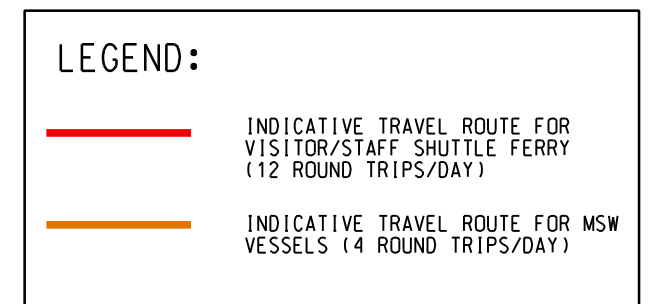 LEGEND:
INDICATIVE TRAVEL ROUTE FOR
VISITOR/STAFF SHUTTLE FERRY
(12 ROUND TRIPS/DAY)
INDICATIVE TRAVEL ROUTE FOR MSW
VESSELS (4 ROUND TRIPS/DAY)